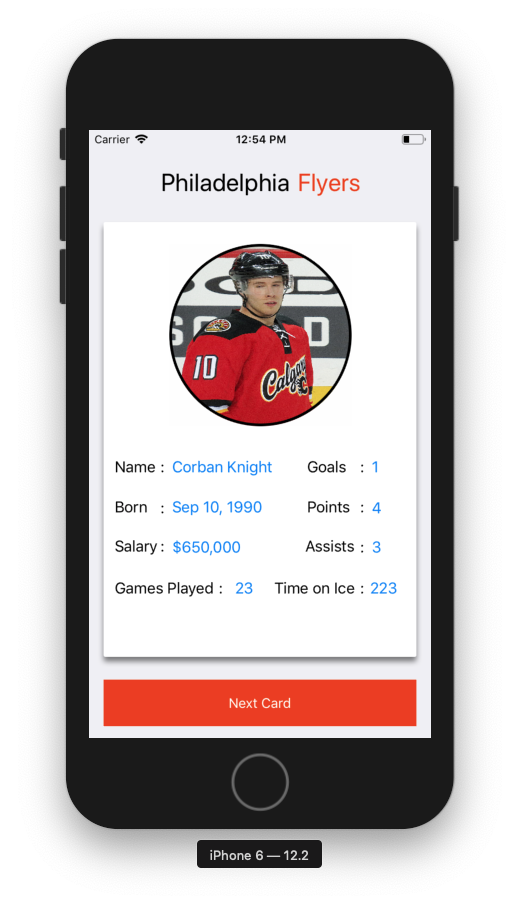 Carrier 12:54 PM
Philadelphia Flyers
10
10
Calgary
Name : Corban Knight Goals : 1
Born : Sep 10, 1990 Points : 4
Salary : $650,000 Assists : 3
Games Played : 23 Time on Ice : 223
Next Card
iPhone 6 — 12.2